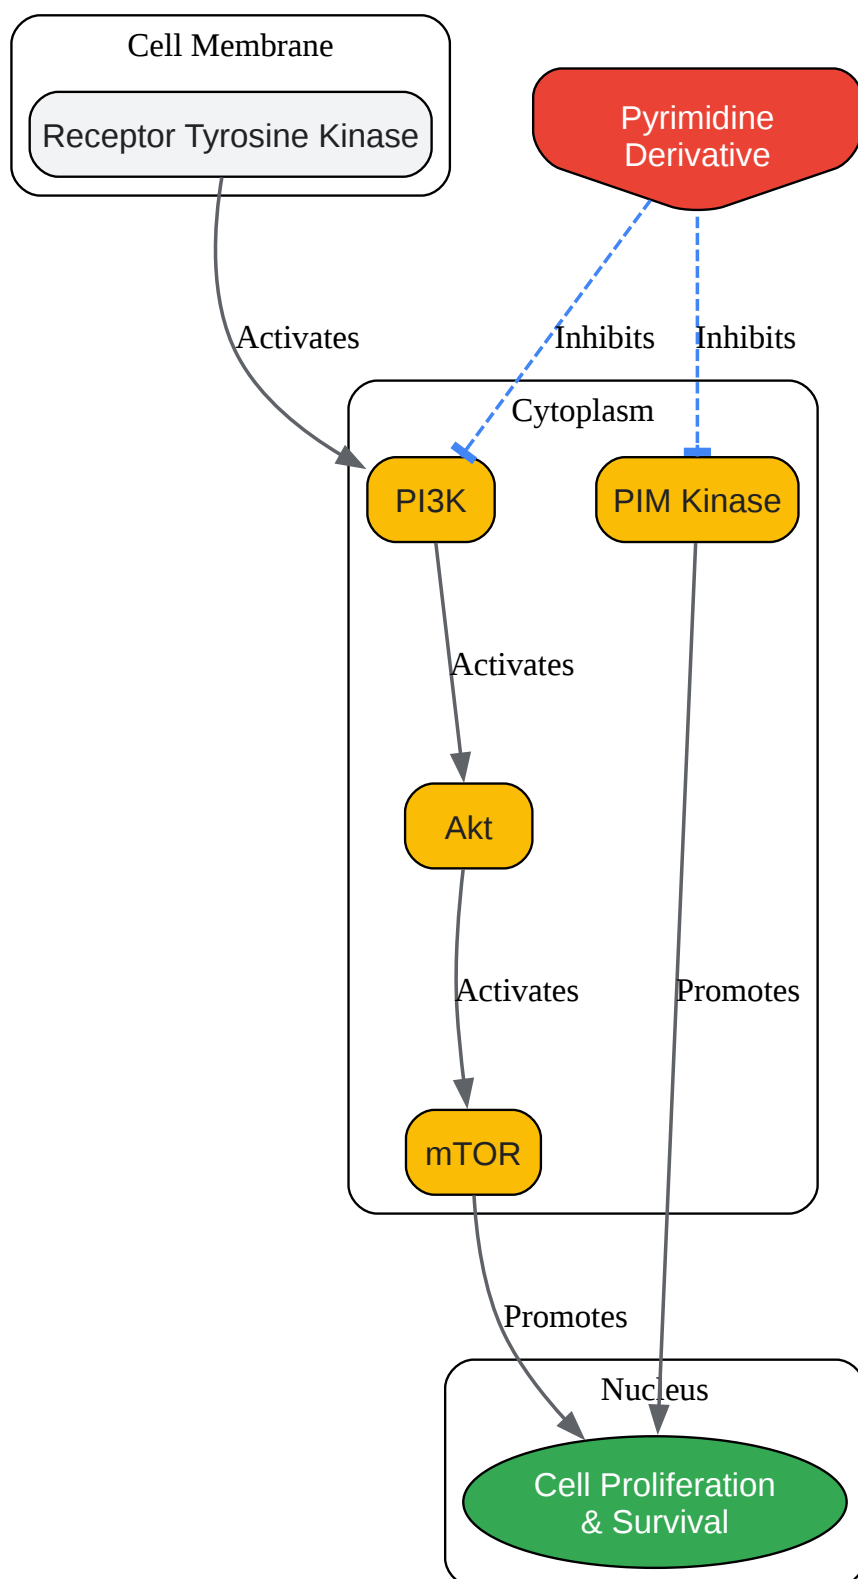 Cell Membrane
Receptor Tyrosine Kinase
Pyrimidine
Derivative
Activates
Inhibits
Inhibits
Cytoplasm
PI3K
PIM Kinase
Activates
Akt
Activates
Promotes
mTOR
Promotes
Nucleus
Cell Proliferation
& Survival